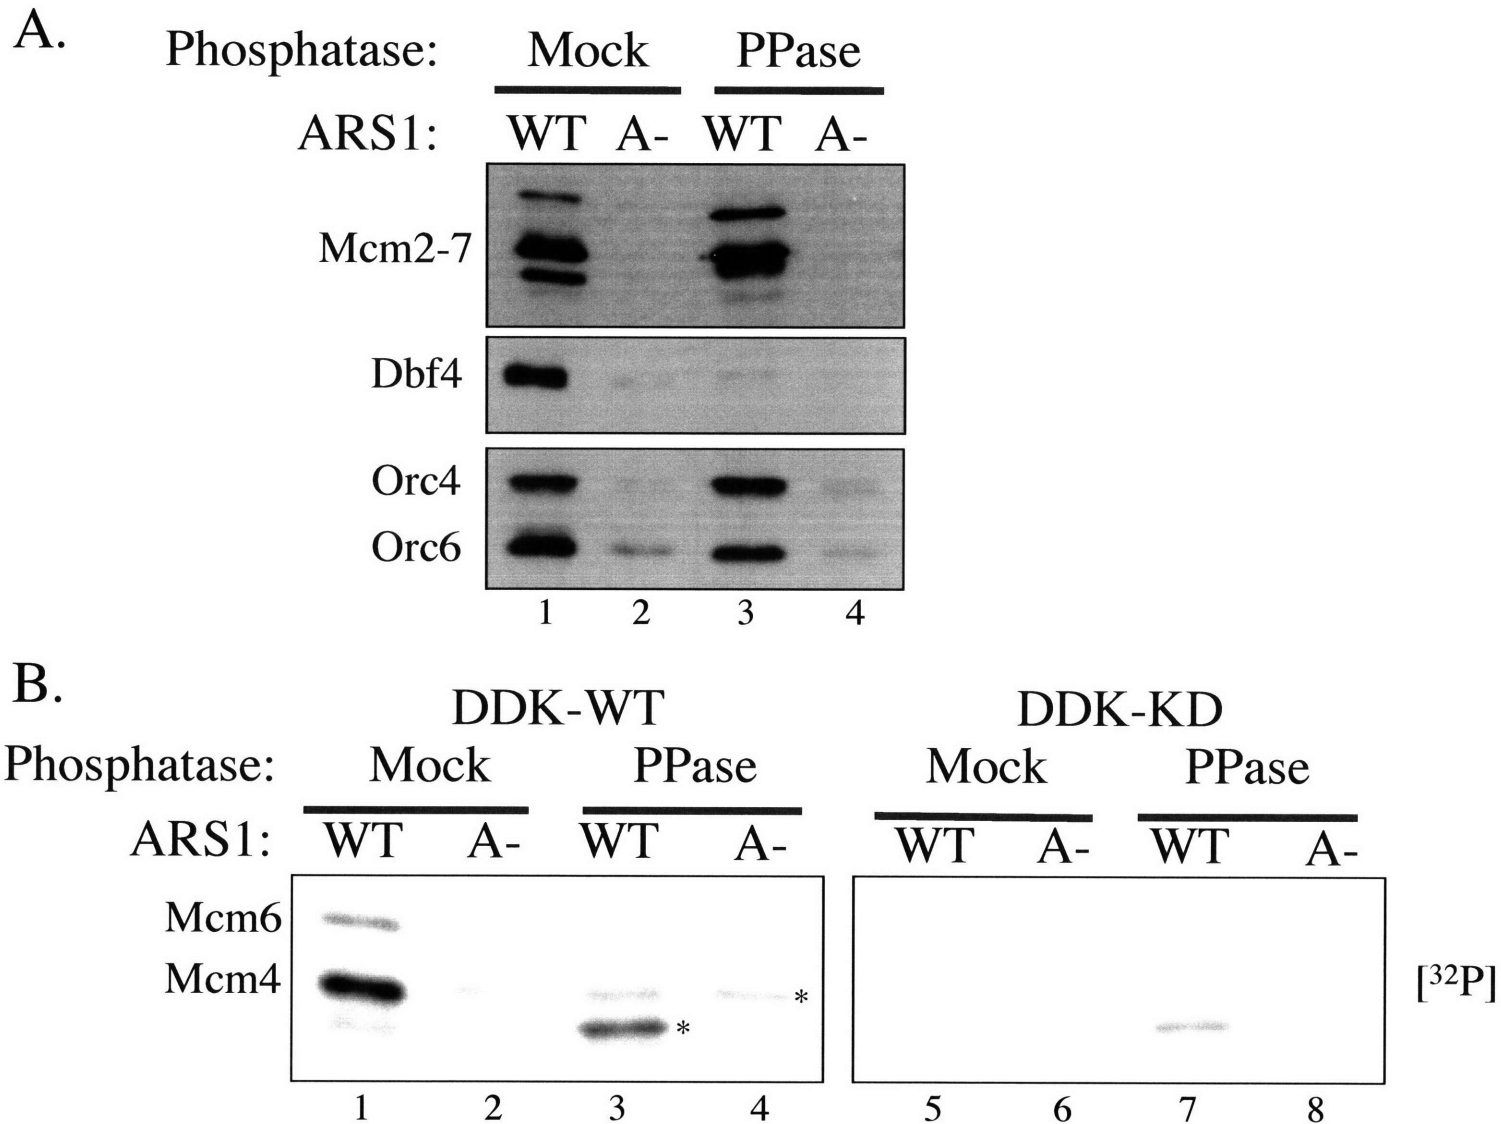 A.
Phosphatase: Mock PPase
ARS1: WT A- WT A-
Mcm2-7
Dbf4
Orc4
Orc6
1 2 3 4
B.
DDK-WT DDK-KD
Phosphatase: Mock PPase Mock PPase
ARS1: WT A- WT A- WT A- WT A-
Mcm6
Mcm4
[³²P]
*
*
1 2 3 4 5 6 7 8